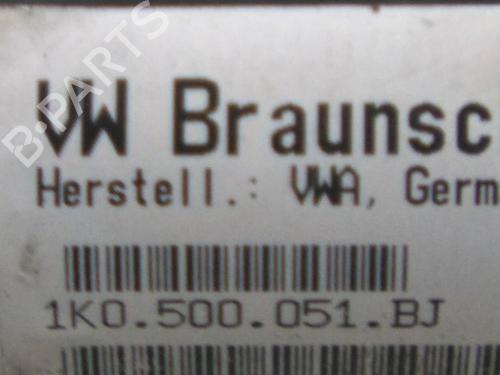 VW Braunsc
Herstell.: VWA, Germ
1K0.500.051.BJ
B-PARTS